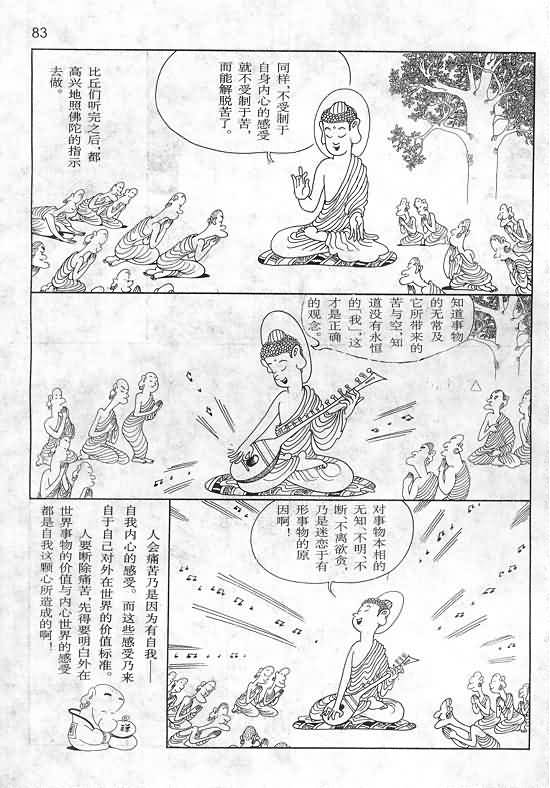 83
同样，不受制于
自身内心的感受
就不受制于苦，
而能解脱苦了。
比丘们听完之后，都
高兴地照佛陀的指示
去做。
知道事物
的无常及
它所带来的
苦与空，知
道没有永恒
的「我」，这
才是正确
的观念。
对事物本相的
无知、不明、不
断、不离欲贪，
乃是迷恋于有
形事物的原
因啊！
人会痛苦乃是因为有自我——
自我内心的感受。而这些感受乃来
自于自己对外在世界的价值标准。
人要断除痛苦，先得要明白外在
世界事物的价值与内心世界的感受
都是自我这颗心所造成的啊！
禅